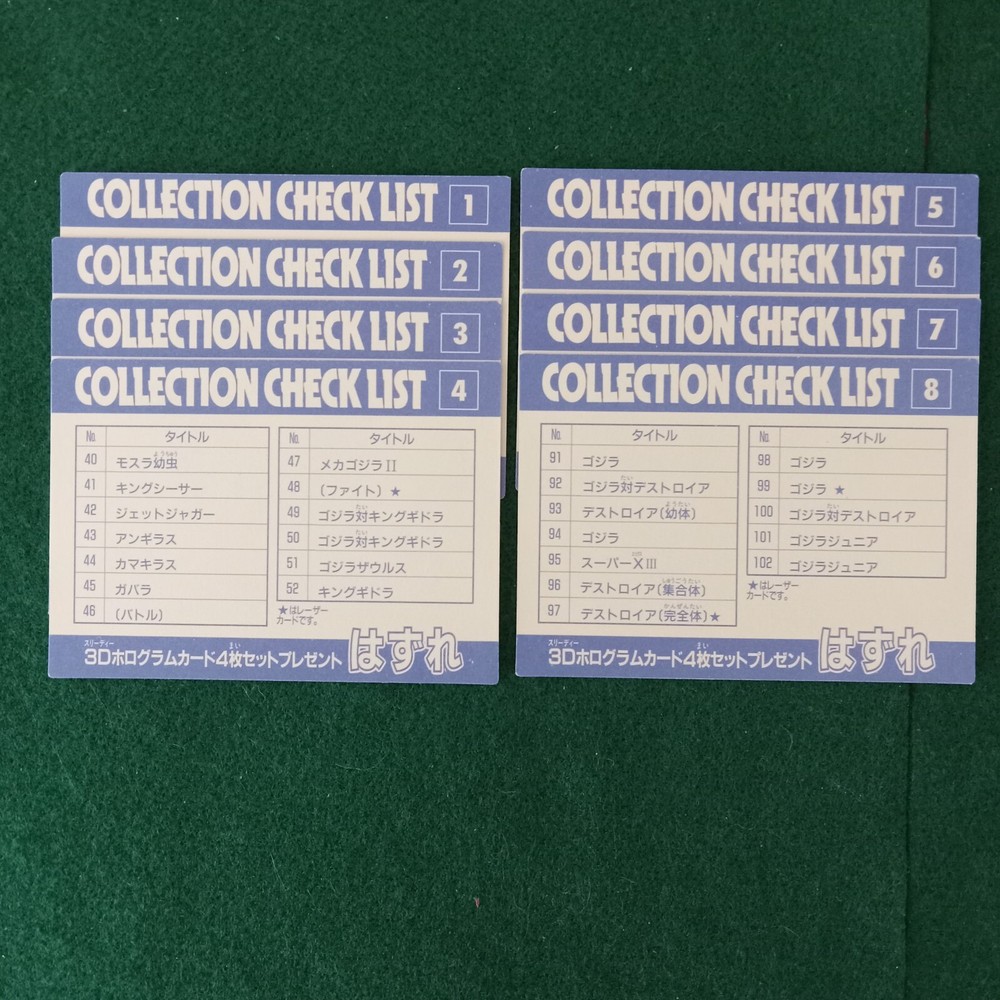 COLLECTION CHECK LIST 1
COLLECTION CHECK LIST 2
COLLECTION CHECK LIST 3
COLLECTION CHECK LIST 4
№ タイトル
40 モスラ幼虫
41 キングシーサー
42 ジェットジャガー
43 アンギラス
44 カマキラス
45 ガバラ
46 (バトル)
№ タイトル
47 メカゴジラⅡ
48 (ファイト)★
49 ゴジラ対キングギドラ
50 ゴジラ対キングギドラ
51 ゴジラザウルス
52 キングギドラ
★はレーザー
カードです。
3Dホログラムカード4枚セットプレゼント はずれ
COLLECTION CHECK LIST 5
COLLECTION CHECK LIST 6
COLLECTION CHECK LIST 7
COLLECTION CHECK LIST 8
№ タイトル
91 ゴジラ
92 ゴジラ対デストロイア
93 デストロイア(幼体)
94 ゴジラ
95 スーパーXⅢ
96 デストロイア(集合体)
97 デストロイア(完全体)★
№ タイトル
98 ゴジラ
99 ゴジラ ★
100 ゴジラ対デストロイア
101 ゴジラジュニア
102 ゴジラジュニア
★はレーザー
カードです。
3Dホログラムカード4枚セットプレゼント はずれ